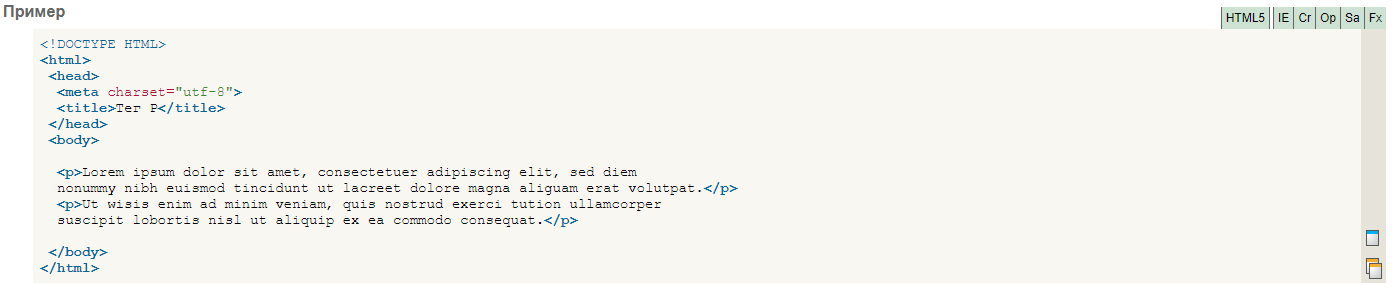 Пример
HTML5 IE Cr Op Sa Fx
<!DOCTYPE HTML>
<html>
<head>
<meta charset="utf-8">
<title>Ter P</title>
</head>
<body>
<p>Lorem ipsum dolor sit amet, consectetuer adipiscing elit, sed diem
nonummy nibh euismod tincidunt ut lacreet dolore magna aliguam erat volutpat.</p>
<p>Ut wisis enim ad minim veniam, quis nostrud exerci tution ullamcorper
suscipit lobortis nisl ut aliquip ex ea commodo consequat.</p>
</body>
</html>